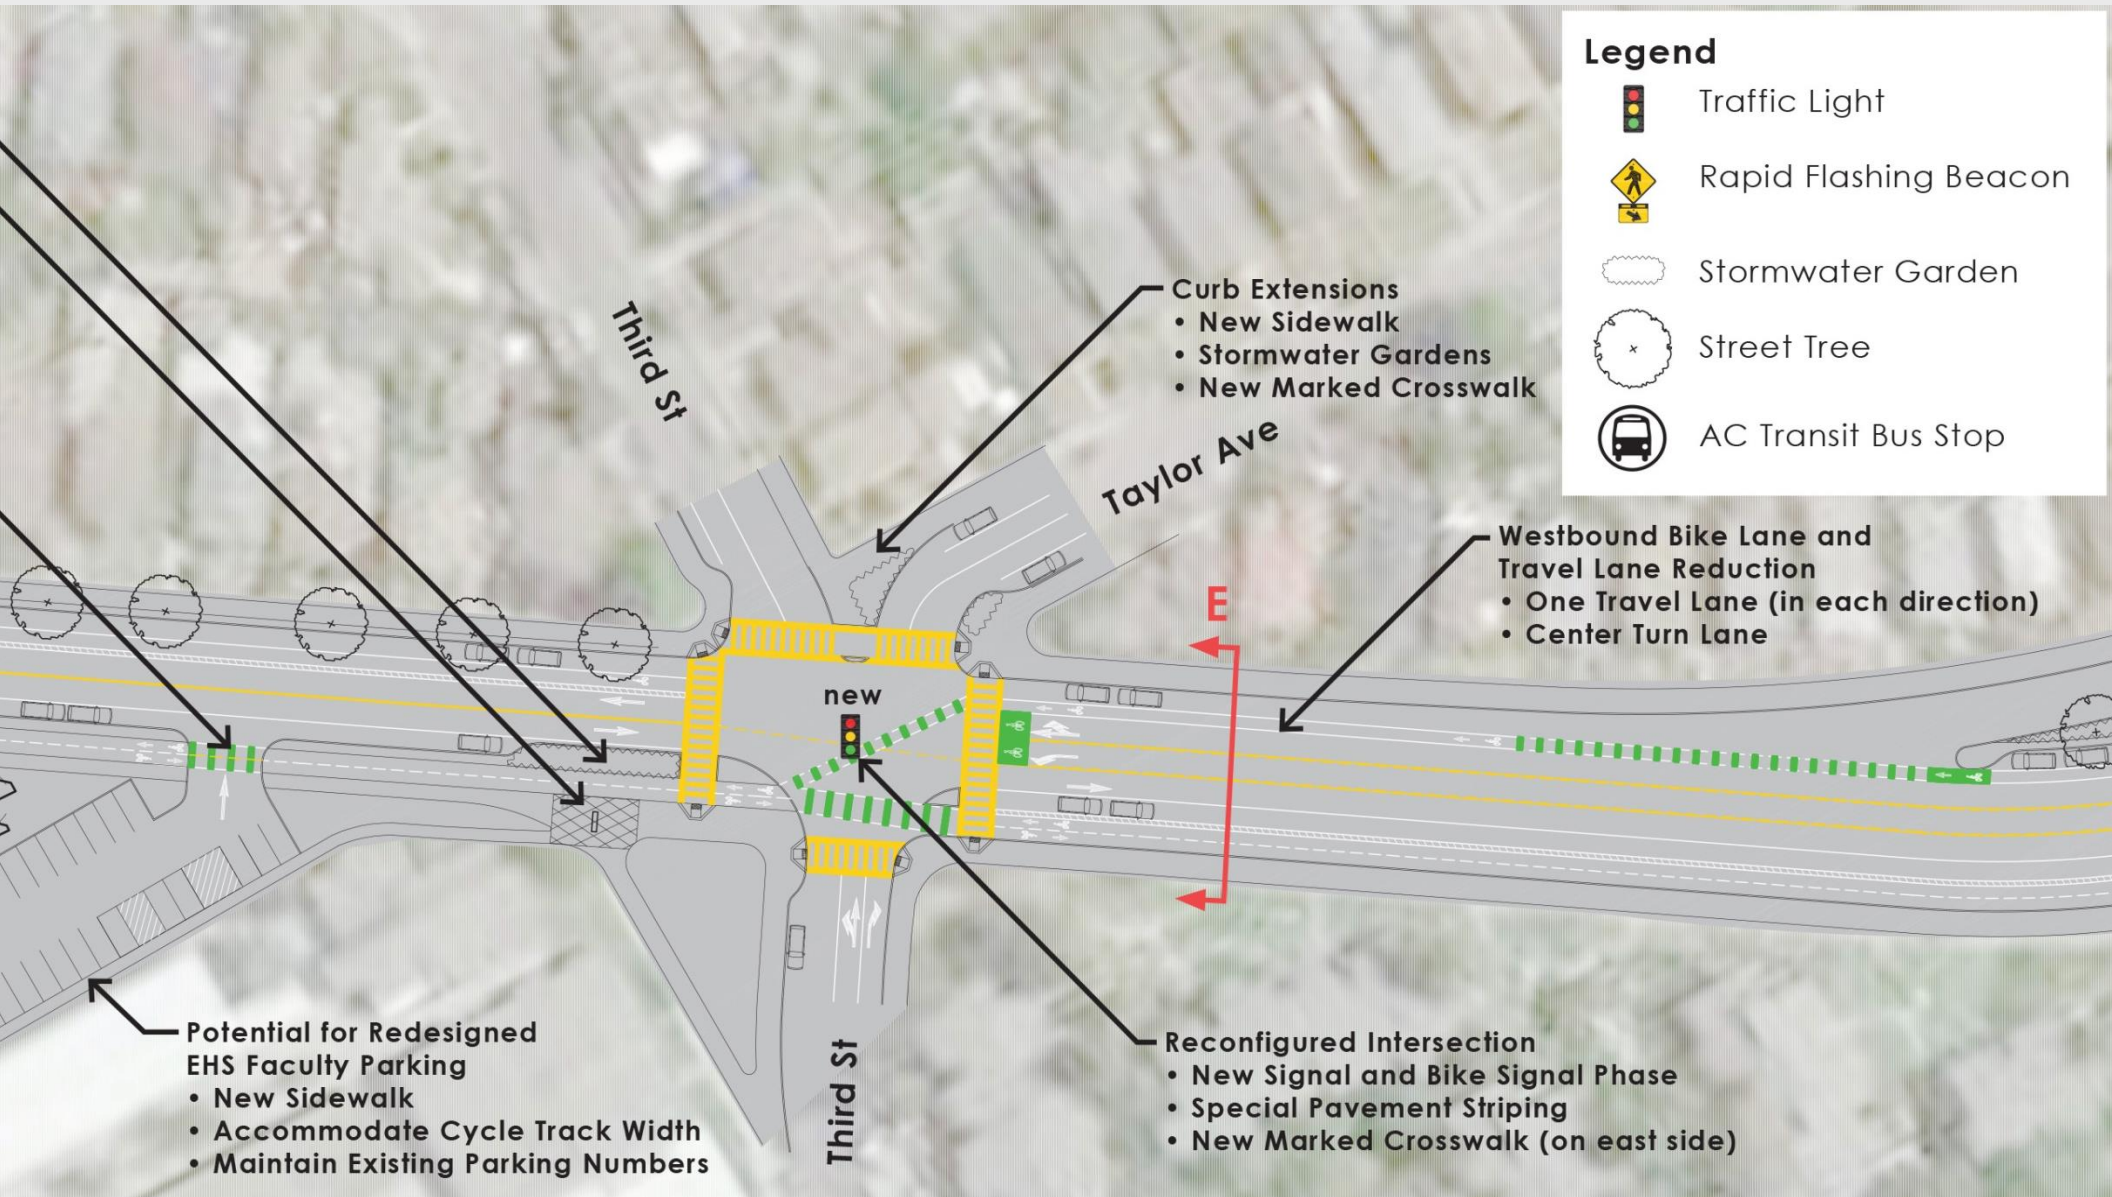 Legend
Traffic Light
Rapid Flashing Beacon
Stormwater Garden
Street Tree
AC Transit Bus Stop
Curb Extensions
• New Sidewalk
• Stormwater Gardens
• New Marked Crosswalk
Third St
Taylor Ave
Westbound Bike Lane and
Travel Lane Reduction
• One Travel Lane (in each direction)
• Center Turn Lane
E
new
Potential for Redesigned
EHS Faculty Parking
• New Sidewalk
• Accommodate Cycle Track Width
• Maintain Existing Parking Numbers
Third St
Reconfigured Intersection
• New Signal and Bike Signal Phase
• Special Pavement Striping
• New Marked Crosswalk (on east side)